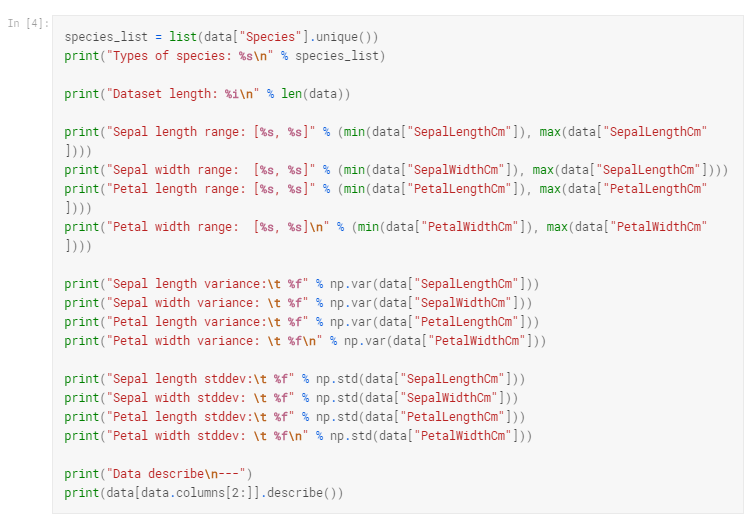 In [4]:
species_list = list(data["Species"].unique())
print("Types of species: %s\n" % species_list)
print("Dataset length: %i\n" % len(data))
print("Sepal length range: [%s, %s]" % (min(data["SepalLengthCm"]), max(data["SepalLengthCm"
])))
print("Sepal width range:  [%s, %s]" % (min(data["SepalWidthCm"]), max(data["SepalLengthCm"])))
print("Petal length range: [%s, %s]" % (min(data["PetalLengthCm"]), max(data["PetalLengthCm"
])))
print("Petal width range:  [%s, %s]\n" % (min(data["PetalWidthCm"]), max(data["PetalWidthCm"
])))
print("Sepal length variance:\t %f" % np.var(data["SepalLengthCm"]))
print("Sepal width variance: \t %f" % np.var(data["SepalWidthCm"]))
print("Petal length variance:\t %f" % np.var(data["PetalLengthCm"]))
print("Petal width variance: \t %f\n" % np.var(data["PetalWidthCm"]))
print("Sepal length stddev:\t %f" % np.std(data["SepalLengthCm"]))
print("Sepal width stddev: \t %f" % np.std(data["SepalWidthCm"]))
print("Petal length stddev:\t %f" % np.std(data["PetalLengthCm"]))
print("Petal width stddev: \t %f\n" % np.std(data["PetalWidthCm"]))
print("Data describe\n---")
print(data[data.columns[2:]].describe())